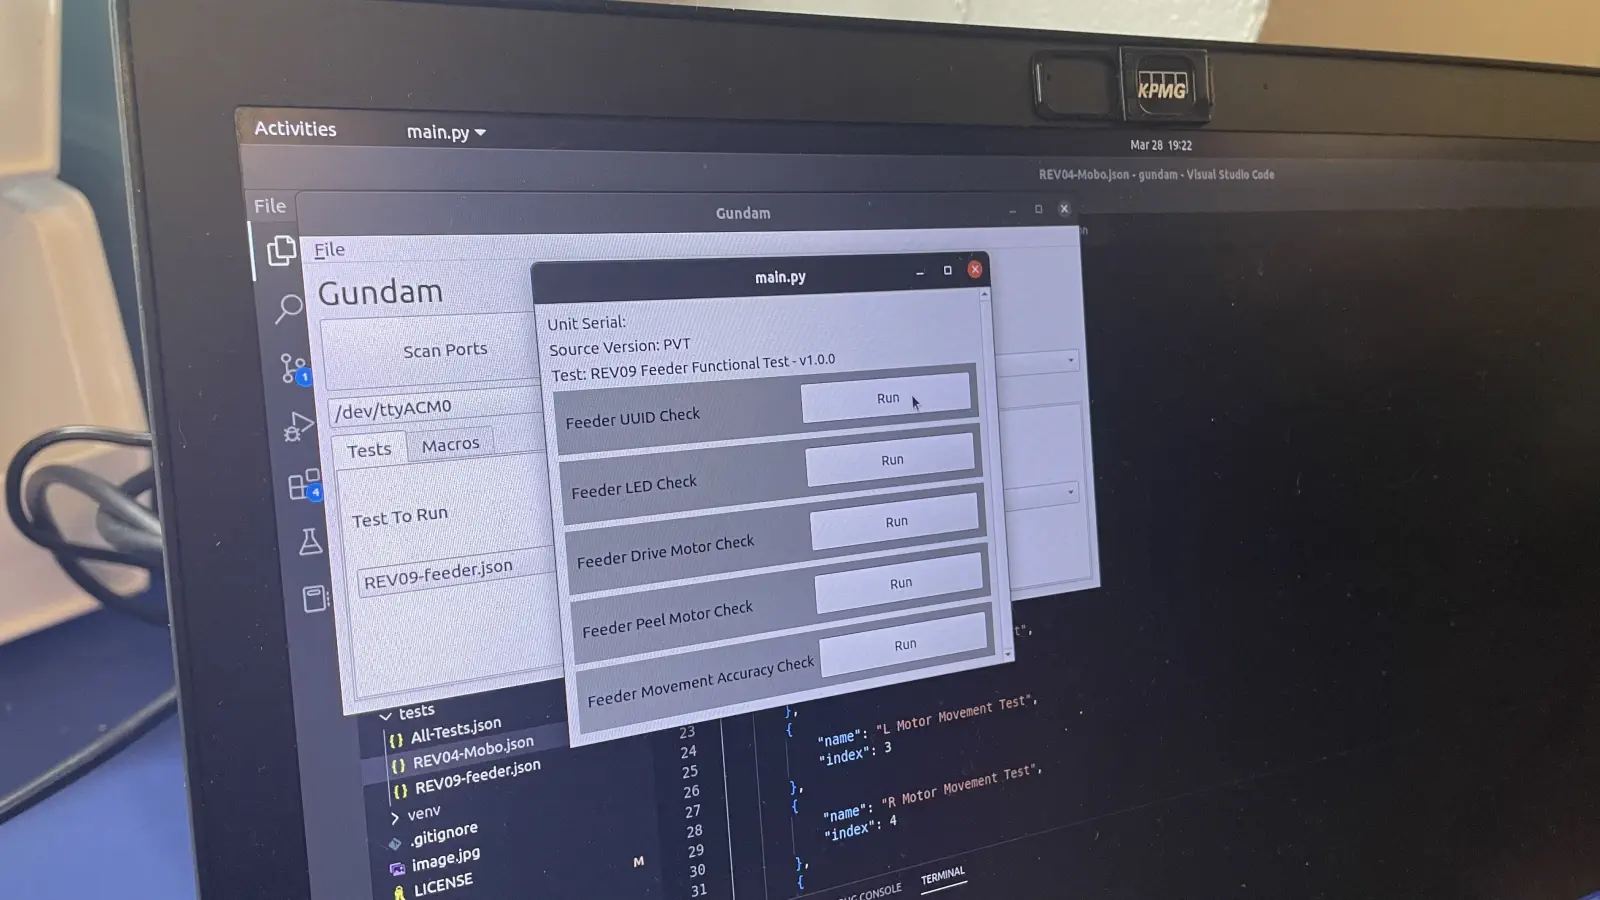 KPMG
Activities
main.py
Mar 28 19:22
REV04-Mobo.json - gundam - Visual Studio Code
File
Gundam
File
Gundam
Scan Ports
/dev/ttyACM0
Tests
Macros
Test To Run
REV09-feeder.json
main.py
Unit Serial:
Source Version: PVT
Test: REV09 Feeder Functional Test - v1.0.0
Feeder UUID Check
Run
Feeder LED Check
Run
Feeder Drive Motor Check
Run
Feeder Peel Motor Check
Run
Feeder Movement Accuracy Check
Run
1
4
tests
{} All-Tests.json
{} REV04-Mobo.json
{} REV09-feeder.json
> venv
.gitignore
image.jpg
M
LICENSE
23 },
24 {
25 "name": "L Motor Movement Test",
26 "index": 3
27 },
28 {
29 "name": "R Motor Movement Test",
30 "index": 4
31 },
{
CONSOLE
TERMINAL